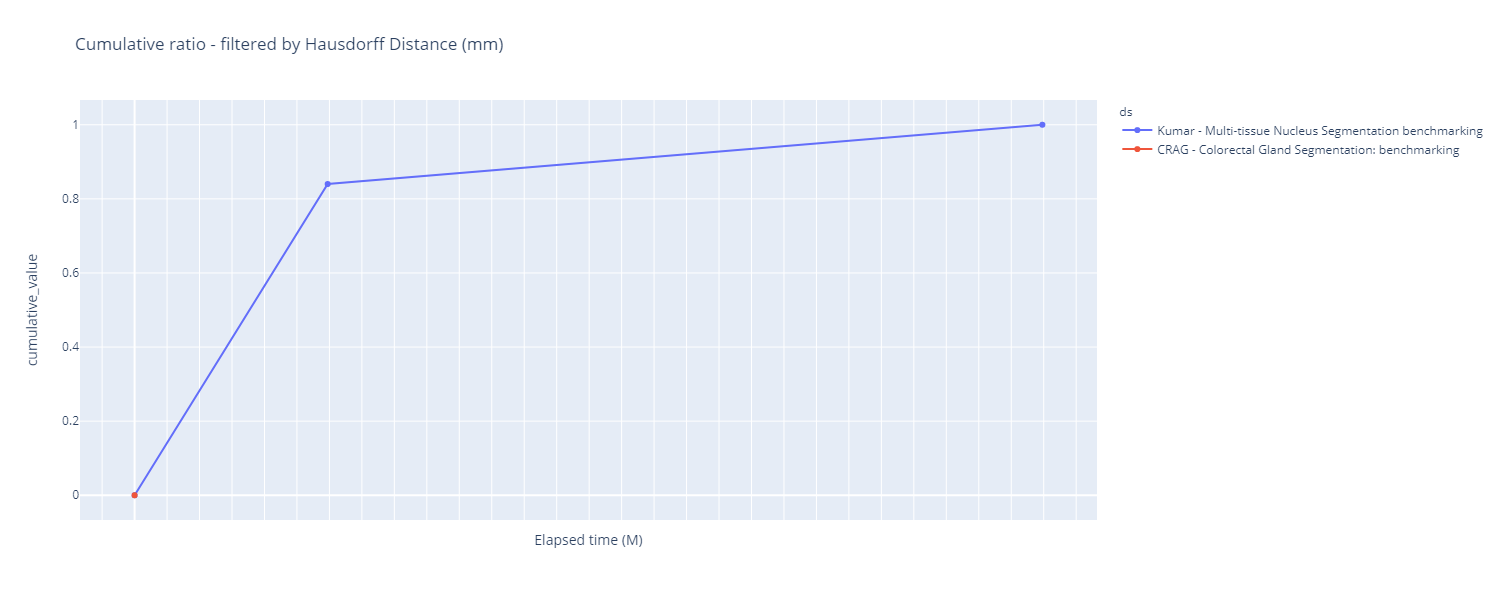 Cumulative ratio - filtered by Hausdorff Distance (mm)
ds
Kumar - Multi-tissue Nucleus Segmentation benchmarking
CRAG - Colorectal Gland Segmentation: benchmarking
1
0.8
0.6
0.4
0.2
0
cumulative_value
Elapsed time (M)